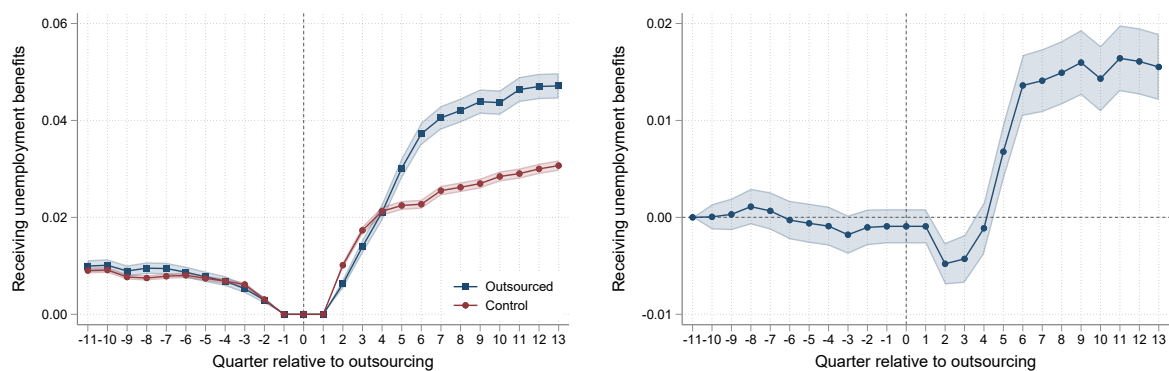 Receiving unemployment benefits
0.06
0.04
0.02
0.00
Outsourced
Control
-11 -10 -9 -8 -7 -6 -5 -4 -3 -2 -1 0 1 2 3 4 5 6 7 8 9 10 11 12 13
Quarter relative to outsourcing
Receiving unemployment benefits
0.02
0.01
0.00
-0.01
-11 -10 -9 -8 -7 -6 -5 -4 -3 -2 -1 0 1 2 3 4 5 6 7 8 9 10 11 12 13
Quarter relative to outsourcing